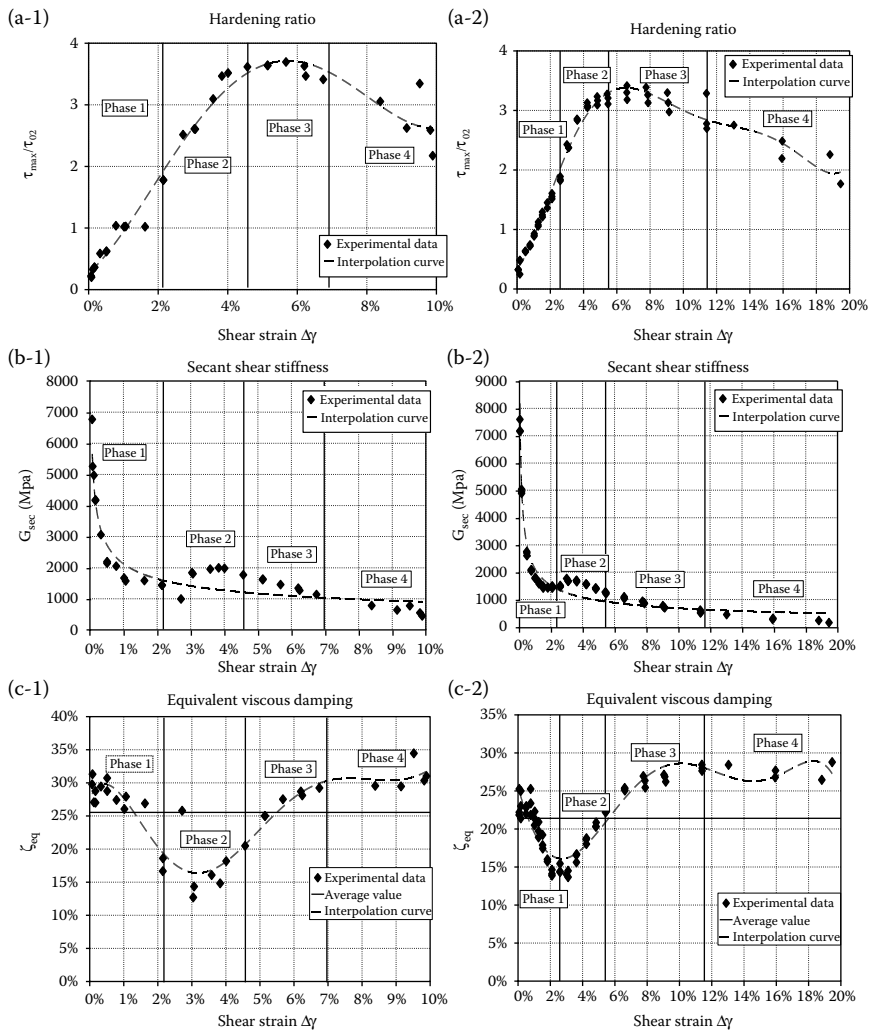 (a-1)
Hardening ratio
4
3
2
1
0
τmax/τ02
Phase 1
Phase 2
Phase 3
Phase 4
Experimental data
Interpolation curve
0% 2% 4% 6% 8% 10%
Shear strain Δγ
(a-2)
Hardening ratio
4
3
2
1
0
τmax/τ02
Phase 1
Phase 2
Phase 3
Phase 4
Experimental data
Interpolation curve
0% 2% 4% 6% 8% 10% 12% 14% 16% 18% 20%
Shear strain Δγ
(b-1)
Secant shear stiffness
8000
7000
6000
5000
4000
3000
2000
1000
0
Gsec (Mpa)
Experimental data
Interpolation curve
Phase 1
Phase 2
Phase 3
Phase 4
0% 1% 2% 3% 4% 5% 6% 7% 8% 9% 10%
Shear strain Δγ
(b-2)
Secant shear stiffness
9000
8000
7000
6000
5000
4000
3000
2000
1000
0
Gsec (Mpa)
Experimental data
Interpolation curve
Phase 1
Phase 2
Phase 3
Phase 4
0% 2% 4% 6% 8% 10% 12% 14% 16% 18% 20%
Shear strain Δγ
(c-1)
Equivalent viscous damping
40%
35%
30%
25%
20%
15%
10%
5%
0%
ζeq
Phase 1
Phase 2
Phase 3
Phase 4
Experimental data
Average value
Interpolation curve
0% 1% 2% 3% 4% 5% 6% 7% 8% 9% 10%
Shear strain Δγ
(c-2)
Equivalent viscous damping
35%
30%
25%
20%
15%
10%
5%
0%
ζeq
Phase 1
Phase 2
Phase 3
Phase 4
Experimental data
Average value
Interpolation curve
0% 2% 4% 6% 8% 10% 12% 14% 16% 18% 20%
Shear strain Δγ